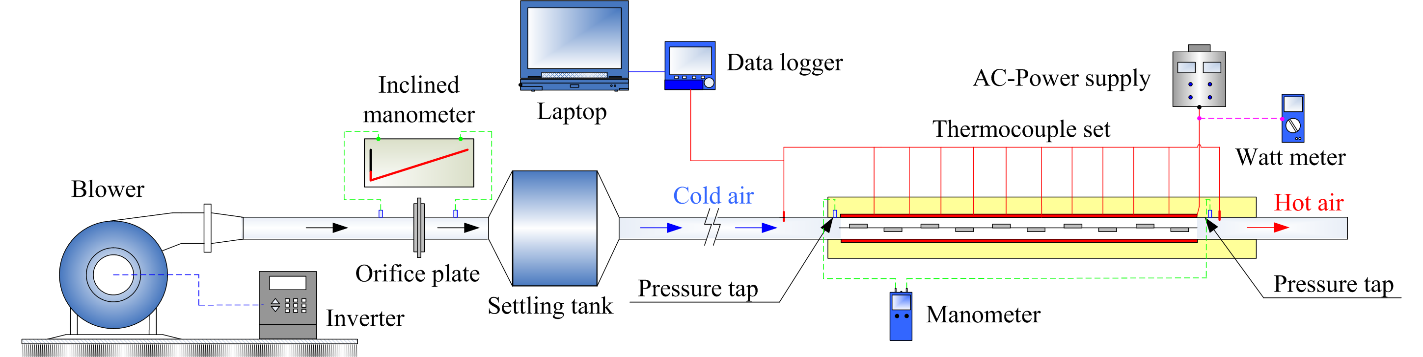 Laptop
Data logger
AC-Power supply
Inclined
manometer
Thermocouple set
Watt meter
Blower
Cold air
Hot air
Orifice plate
Settling tank
Pressure tap
Pressure tap
Inverter
Manometer